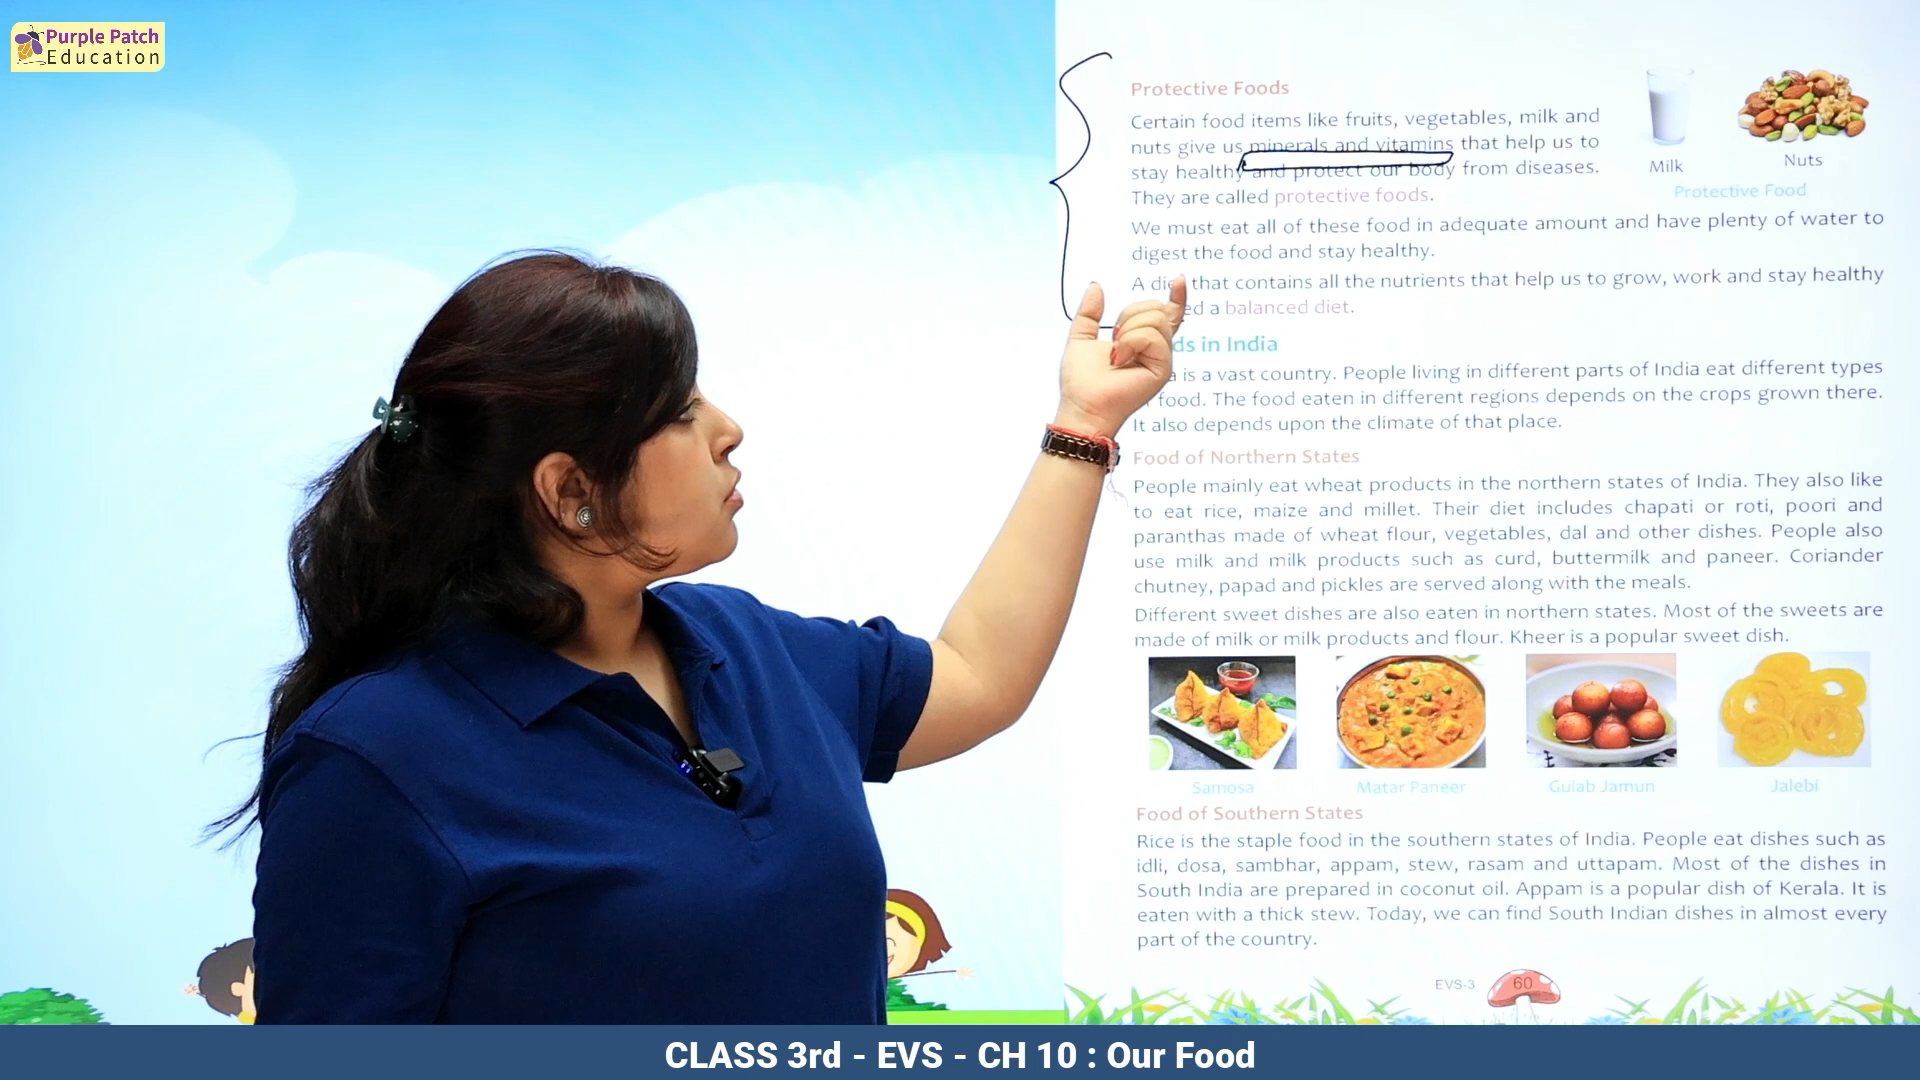 Purple Patch
Education
Protective Foods
Certain food items like fruits, vegetables, milk and
nuts give us minerals and vitamins that help us to
stay healthy and protect our body from diseases.
They are called protective foods.
Milk
Nuts
Protective Food
We must eat all of these food in adequate amount and have plenty of water to
digest the food and stay healthy.
A diet that contains all the nutrients that help us to grow, work and stay healthy
ed a balanced diet.
ds in India
a is a vast country. People living in different parts of India eat different types
food. The food eaten in different regions depends on the crops grown there.
It also depends upon the climate of that place.
Food of Northern States
People mainly eat wheat products in the northern states of India. They also like
to eat rice, maize and millet. Their diet includes chapati or roti, poori and
paranthas made of wheat flour, vegetables, dal and other dishes. People also
use milk and milk products such as curd, buttermilk and paneer. Coriander
chutney, papad and pickles are served along with the meals.
Different sweet dishes are also eaten in northern states. Most of the sweets are
made of milk or milk products and flour. Kheer is a popular sweet dish.
Samosa
Matar Paneer
Gulab Jamun
Jalebi
Food of Southern States
Rice is the staple food in the southern states of India. People eat dishes such as
idli, dosa, sambhar, appam, stew, rasam and uttapam. Most of the dishes in
South India are prepared in coconut oil. Appam is a popular dish of Kerala. It is
eaten with a thick stew. Today, we can find South Indian dishes in almost every
part of the country.
EVS-3
60
CLASS 3rd - EVS - CH 10 : Our Food